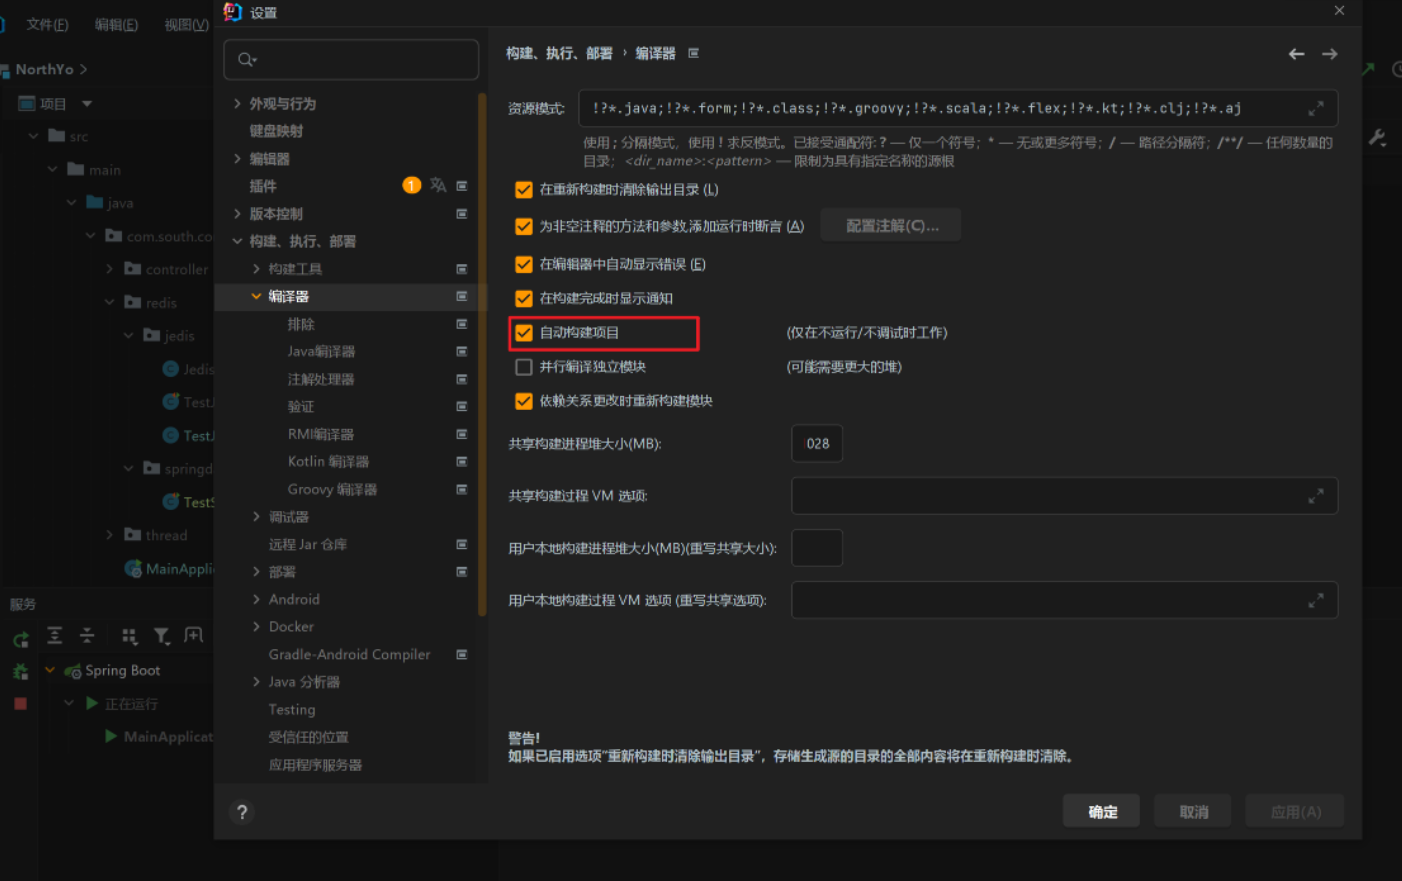 设置
文件(F) 编辑(E) 视图(V)
NorthYo
项目
src
main
java
com.south.co
controller
redis
jedis
Jedis
TestJ
TestJ
springd
TestS
thread
MainAppli
服务
Spring Boot
正在运行
MainApplicat
外观与行为
键盘映射
编辑器
插件 1
版本控制
构建、执行、部署
构建工具
编译器
排除
Java编译器
注解处理器
验证
RMI编译器
Kotlin 编译器
Groovy 编译器
调试器
远程 Jar 仓库
部署
Android
Docker
Gradle-Android Compiler
Java 分析器
Testing
受信任的位置
应用程序服务器
?
构建、执行、部署 › 编译器
资源模式: !?*.java;!?*.form;!?*.class;!?*.groovy;!?*.scala;!?*.flex;!?*.kt;!?*.clj;!?*.aj
使用 ; 分隔模式，使用 ! 求反模式。已接受通配符: ? — 仅一个符号；* — 无或更多符号；/ — 路径分隔符；/**/ — 任何数量的
目录；<dir_name>:<pattern> — 限制为具有指定名称的源根
在重新构建时清除输出目录 (L)
为非空注释的方法和参数添加运行时断言 (A) 配置注解(C)...
在编辑器中自动显示错误 (E)
在构建完成时显示通知
自动构建项目 (仅在不运行/不调试时工作)
并行编译独立模块 (可能需要更大的堆)
依赖关系更改时重新构建模块
共享构建进程堆大小(MB): 028
共享构建过程 VM 选项:
用户本地构建进程堆大小(MB)(重写共享大小):
用户本地构建过程 VM 选项 (重写共享选项):
警告!
如果已启用选项“重新构建时清除输出目录”，存储生成源的目录的全部内容将在重新构建时清除。
确定 取消 应用(A)